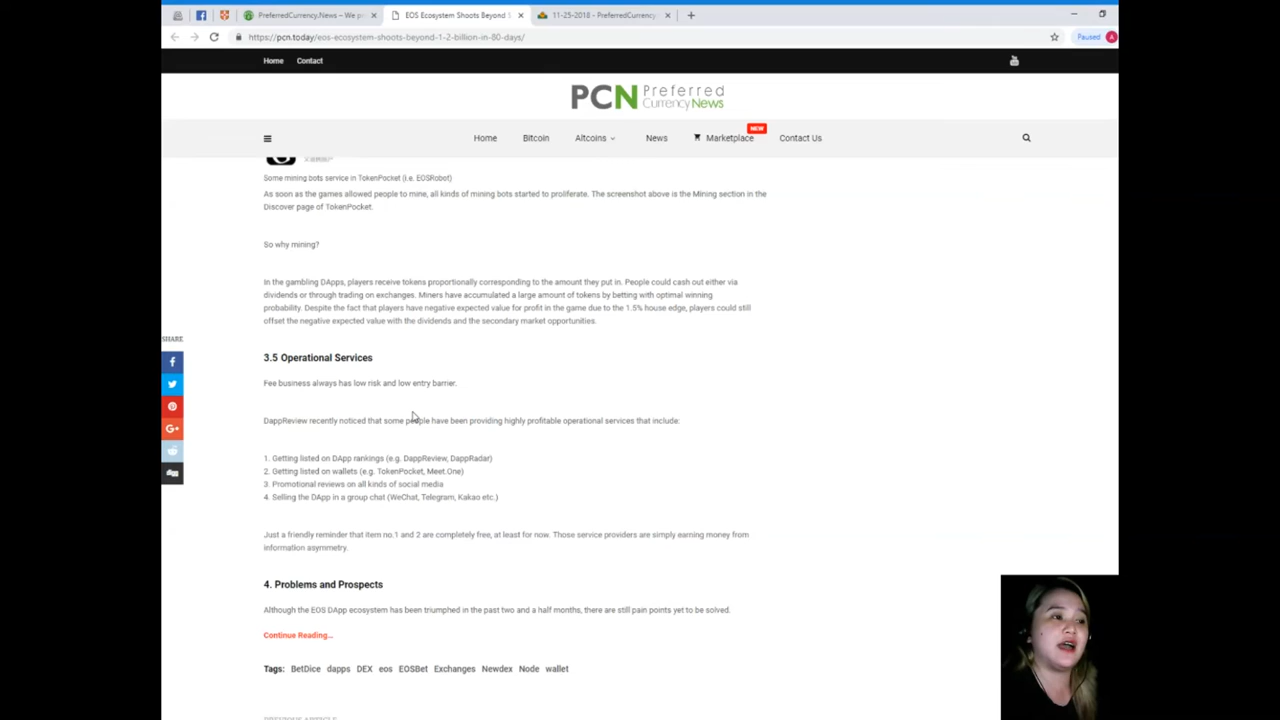 PreferredCurrency.News – We pr
EOS Ecosystem Shoots Beyond $
11-25-2018 - PreferredCurrency
https://pcn.today/eos-ecosystem-shoots-beyond-1-2-billion-in-80-days/
Paused
A
Home Contact
PCN Preferred
Currency News
NEW
Home Bitcoin Altcoins News Marketplace Contact Us
Some mining bots service in TokenPocket (i.e. EOSRobot)
As soon as the games allowed people to mine, all kinds of mining bots started to proliferate. The screenshot above is the Mining section in the
Discover page of TokenPocket.
So why mining?
In the gambling DApps, players receive tokens proportionally corresponding to the amount they put in. People could cash out either via
dividends or through trading on exchanges. Miners have accumulated a large amount of tokens by betting with optimal winning
probability. Despite the fact that players have negative expected value for profit in the game due to the 1.5% house edge, players could still
offset the negative expected value with the dividends and the secondary market opportunities.
SHARE
3.5 Operational Services
Fee business always has low risk and low entry barrier.
DappReview recently noticed that some people have been providing highly profitable operational services that include:
1. Getting listed on DApp rankings (e.g. DappReview, DappRadar)
2. Getting listed on wallets (e.g. TokenPocket, Meet.One)
3. Promotional reviews on all kinds of social media
4. Selling the DApp in a group chat (WeChat, Telegram, Kakao etc.)
Just a friendly reminder that item no.1 and 2 are completely free, at least for now. Those service providers are simply earning money from
information asymmetry.
4. Problems and Prospects
Although the EOS DApp ecosystem has been triumphed in the past two and a half months, there are still pain points yet to be solved.
Continue Reading...
Tags: BetDice dapps DEX eos EOSBet Exchanges Newdex Node wallet
PREVIOUS ARTICLE